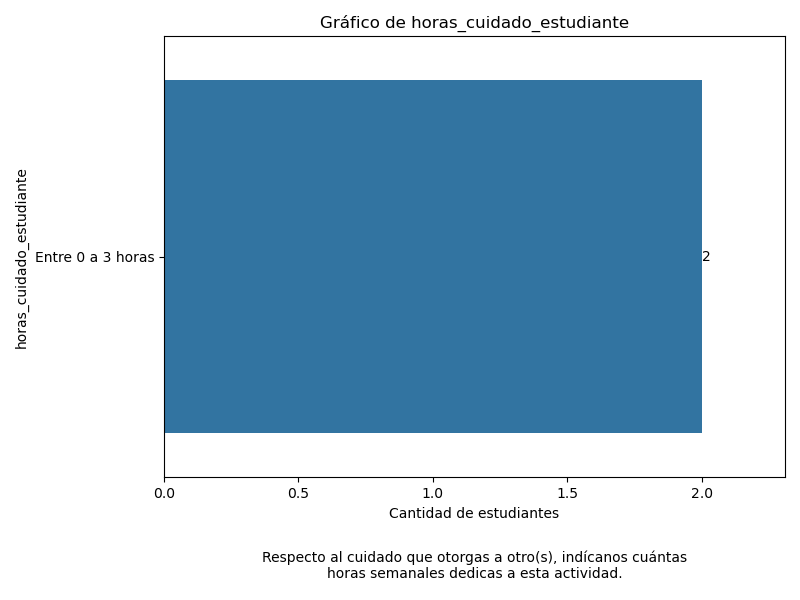 Gráfico de horas_cuidado_estudiante
horas_cuidado_estudiante
Entre 0 a 3 horas
2
0.0 0.5 1.0 1.5 2.0
Cantidad de estudiantes
Respecto al cuidado que otorgas a otro(s), indícanos cuántas
horas semanales dedicas a esta actividad.